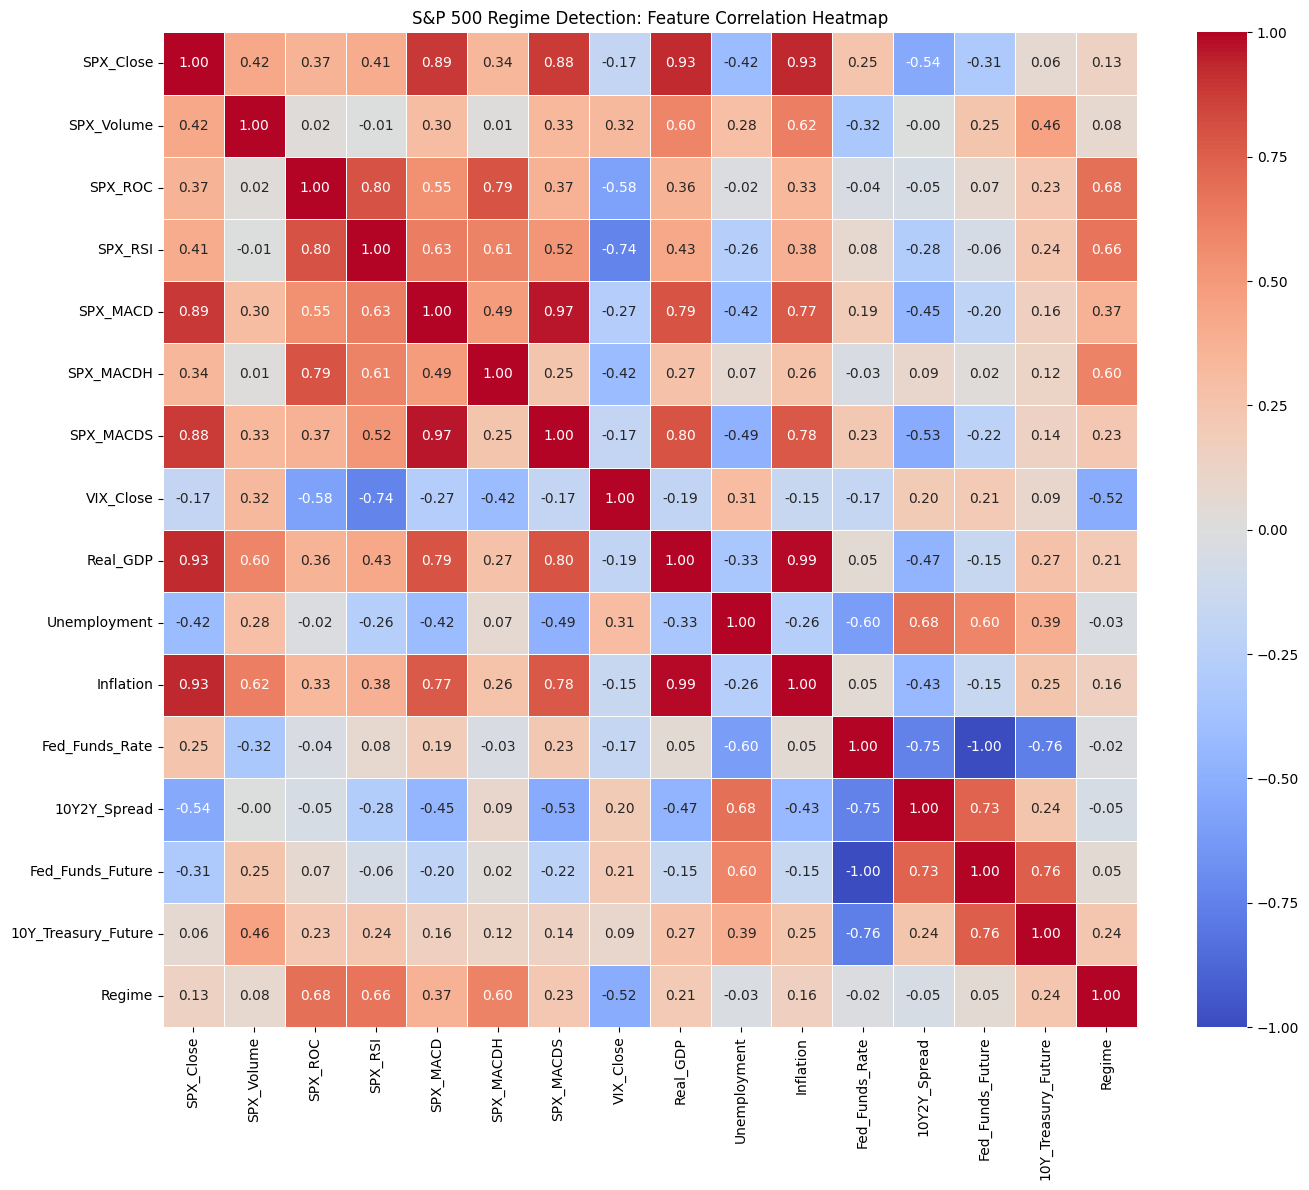 S&P 500 Regime Detection: Feature Correlation Heatmap
SPX_Close 1.00 0.42 0.37 0.41 0.89 0.34 0.88 -0.17 0.93 -0.42 0.93 0.25 -0.54 -0.31 0.06 0.13
SPX_Volume 0.42 1.00 0.02 -0.01 0.30 0.01 0.33 0.32 0.60 0.28 0.62 -0.32 -0.00 0.25 0.46 0.08
SPX_ROC 0.37 0.02 1.00 0.80 0.55 0.79 0.37 -0.58 0.36 -0.02 0.33 -0.04 -0.05 0.07 0.23 0.68
SPX_RSI 0.41 -0.01 0.80 1.00 0.63 0.61 0.52 -0.74 0.43 -0.26 0.38 0.08 -0.28 -0.06 0.24 0.66
SPX_MACD 0.89 0.30 0.55 0.63 1.00 0.49 0.97 -0.27 0.79 -0.42 0.77 0.19 -0.45 -0.20 0.16 0.37
SPX_MACDH 0.34 0.01 0.79 0.61 0.49 1.00 0.25 -0.42 0.27 0.07 0.26 -0.03 0.09 0.02 0.12 0.60
SPX_MACDS 0.88 0.33 0.37 0.52 0.97 0.25 1.00 -0.17 0.80 -0.49 0.78 0.23 -0.53 -0.22 0.14 0.23
VIX_Close -0.17 0.32 -0.58 -0.74 -0.27 -0.42 -0.17 1.00 -0.19 0.31 -0.15 -0.17 0.20 0.21 0.09 -0.52
Real_GDP 0.93 0.60 0.36 0.43 0.79 0.27 0.80 -0.19 1.00 -0.33 0.99 0.05 -0.47 -0.15 0.27 0.21
Unemployment -0.42 0.28 -0.02 -0.26 -0.42 0.07 -0.49 0.31 -0.33 1.00 -0.26 -0.60 0.68 0.60 0.39 -0.03
Inflation 0.93 0.62 0.33 0.38 0.77 0.26 0.78 -0.15 0.99 -0.26 1.00 0.05 -0.43 -0.15 0.25 0.16
Fed_Funds_Rate 0.25 -0.32 -0.04 0.08 0.19 -0.03 0.23 -0.17 0.05 -0.60 0.05 1.00 -0.75 -1.00 -0.76 -0.02
10Y2Y_Spread -0.54 -0.00 -0.05 -0.28 -0.45 0.09 -0.53 0.20 -0.47 0.68 -0.43 -0.75 1.00 0.73 0.24 -0.05
Fed_Funds_Future -0.31 0.25 0.07 -0.06 -0.20 0.02 -0.22 0.21 -0.15 0.60 -0.15 -1.00 0.73 1.00 0.76 0.05
10Y_Treasury_Future 0.06 0.46 0.23 0.24 0.16 0.12 0.14 0.09 0.27 0.39 0.25 -0.76 0.24 0.76 1.00 0.24
Regime 0.13 0.08 0.68 0.66 0.37 0.60 0.23 -0.52 0.21 -0.03 0.16 -0.02 -0.05 0.05 0.24 1.00
SPX_Close
SPX_Volume
SPX_ROC
SPX_RSI
SPX_MACD
SPX_MACDH
SPX_MACDS
VIX_Close
Real_GDP
Unemployment
Inflation
Fed_Funds_Rate
10Y2Y_Spread
Fed_Funds_Future
10Y_Treasury_Future
Regime
1.00
0.75
0.50
0.25
0.00
−0.25
−0.50
−0.75
−1.00